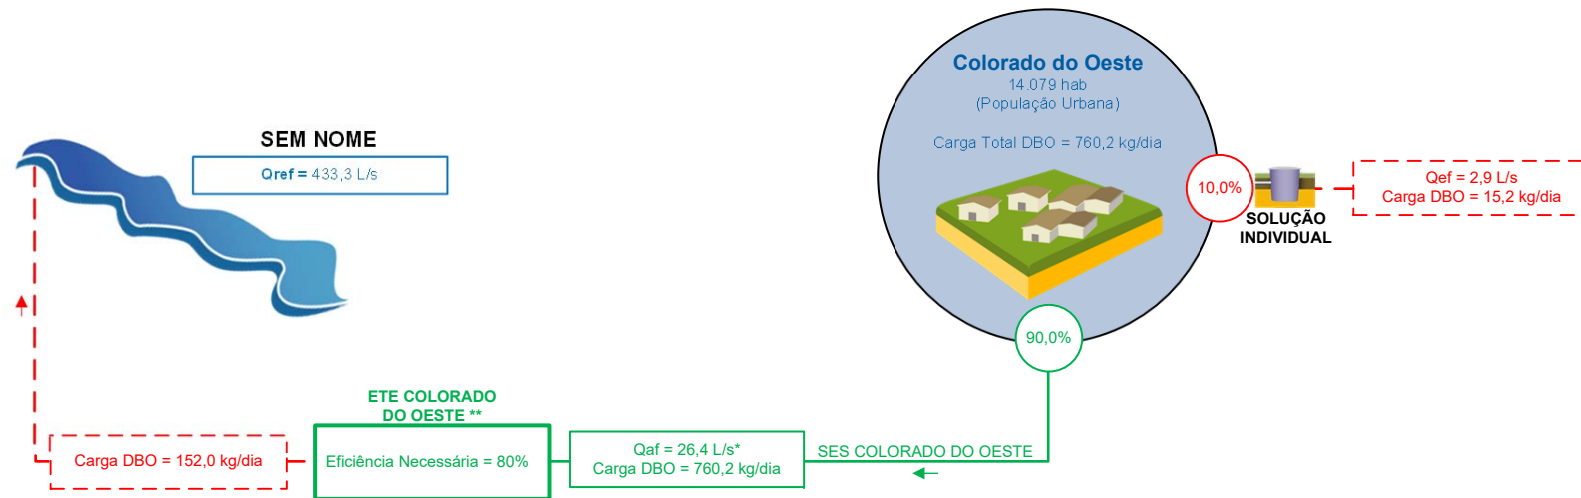 SEM NOME
Qref = 433,3 L/s
Colorado do Oeste
14.079 hab
(População Urbana)
Carga Total DBO = 760,2 kg/dia
10,0%
SOLUÇÃO
INDIVIDUAL
Qef = 2,9 L/s
Carga DBO = 15,2 kg/dia
90,0%
ETE COLORADO
DO OESTE **
Carga DBO = 152,0 kg/dia
Eficiência Necessária = 80%
Qaf = 26,4 L/s*
Carga DBO = 760,2 kg/dia
SES COLORADO DO OESTE